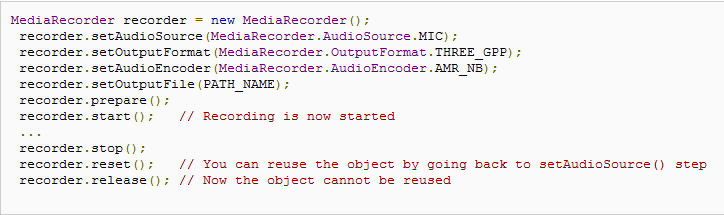 MediaRecorder recorder = new MediaRecorder();
recorder.setAudioSource(MediaRecorder.AudioSource.MIC);
recorder.setOutputFormat(MediaRecorder.OutputFormat.THREE_GPP);
recorder.setAudioEncoder(MediaRecorder.AudioEncoder.AMR_NB);
recorder.setOutputFile(PATH_NAME);
recorder.prepare();
recorder.start();   // Recording is now started
...
recorder.stop();
recorder.reset();   // You can reuse the object by going back to setAudioSource() step
recorder.release(); // Now the object cannot be reused